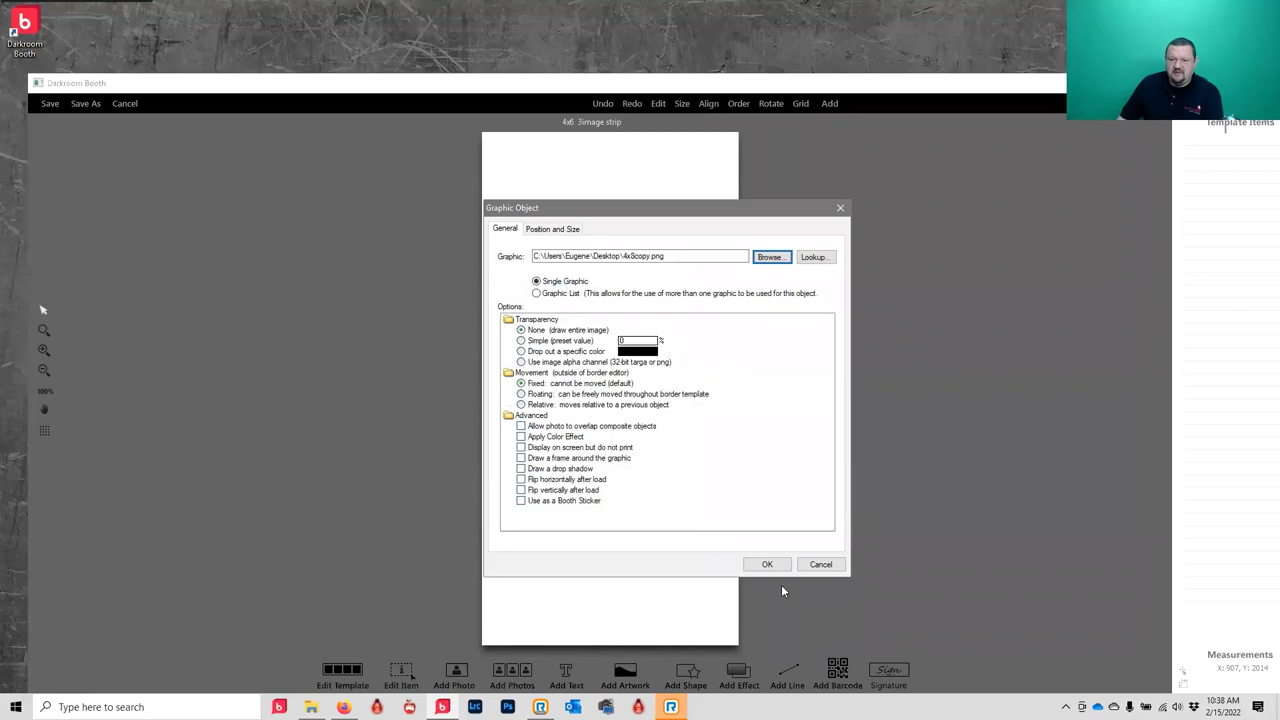 Darkroom
Booth
Darkroom Booth
Save Save As Cancel Undo Redo Edit Size Align Order Rotate Grid Add
4x6 3image strip
Template Items
Graphic Object
General Position and Size
Graphic: C:\Users\Eugene\Desktop\4x8copy.png Browse... Lookup...
Single Graphic
Graphic List (This allows for the use of more than one graphic to be used for this object.
Options:
Transparency
None (draw entire image)
Simple (preset value) 0 %
Drop out a specific color
Use image alpha channel (32-bit targa or png)
Movement (outside of border editor)
Fixed: cannot be moved (default)
Floating: can be freely moved throughout border template
Relative: moves relative to a previous object
Advanced
Allow photo to overlap composite objects
Apply Color Effect
Display on screen but do not print
Draw a frame around the graphic
Draw a drop shadow
Flip horizontally after load
Flip vertically after load
Use as a Booth Sticker
OK Cancel
100%
Measurements
X: 907, Y: 2014
Sign
Edit Template Edit Item Add Photo Add Photos Add Text Add Artwork Add Shape Add Effect Add Line Add Barcode Signature
Type here to search
Lrc Ps
10:38 AM
2/15/2022